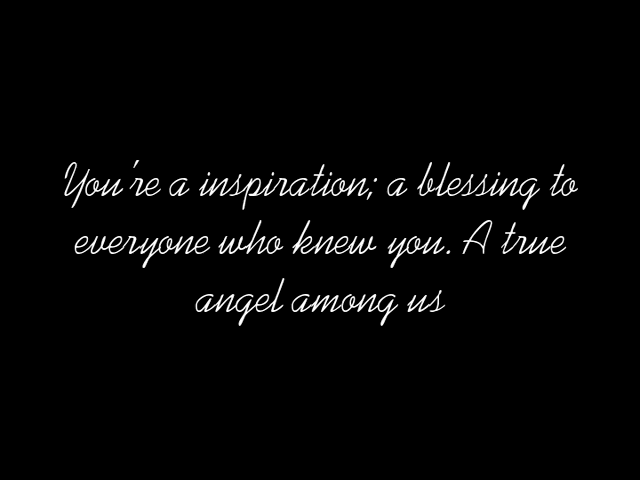 You're a inspiration; a blessing to
everyone who knew you. A true
angel among us